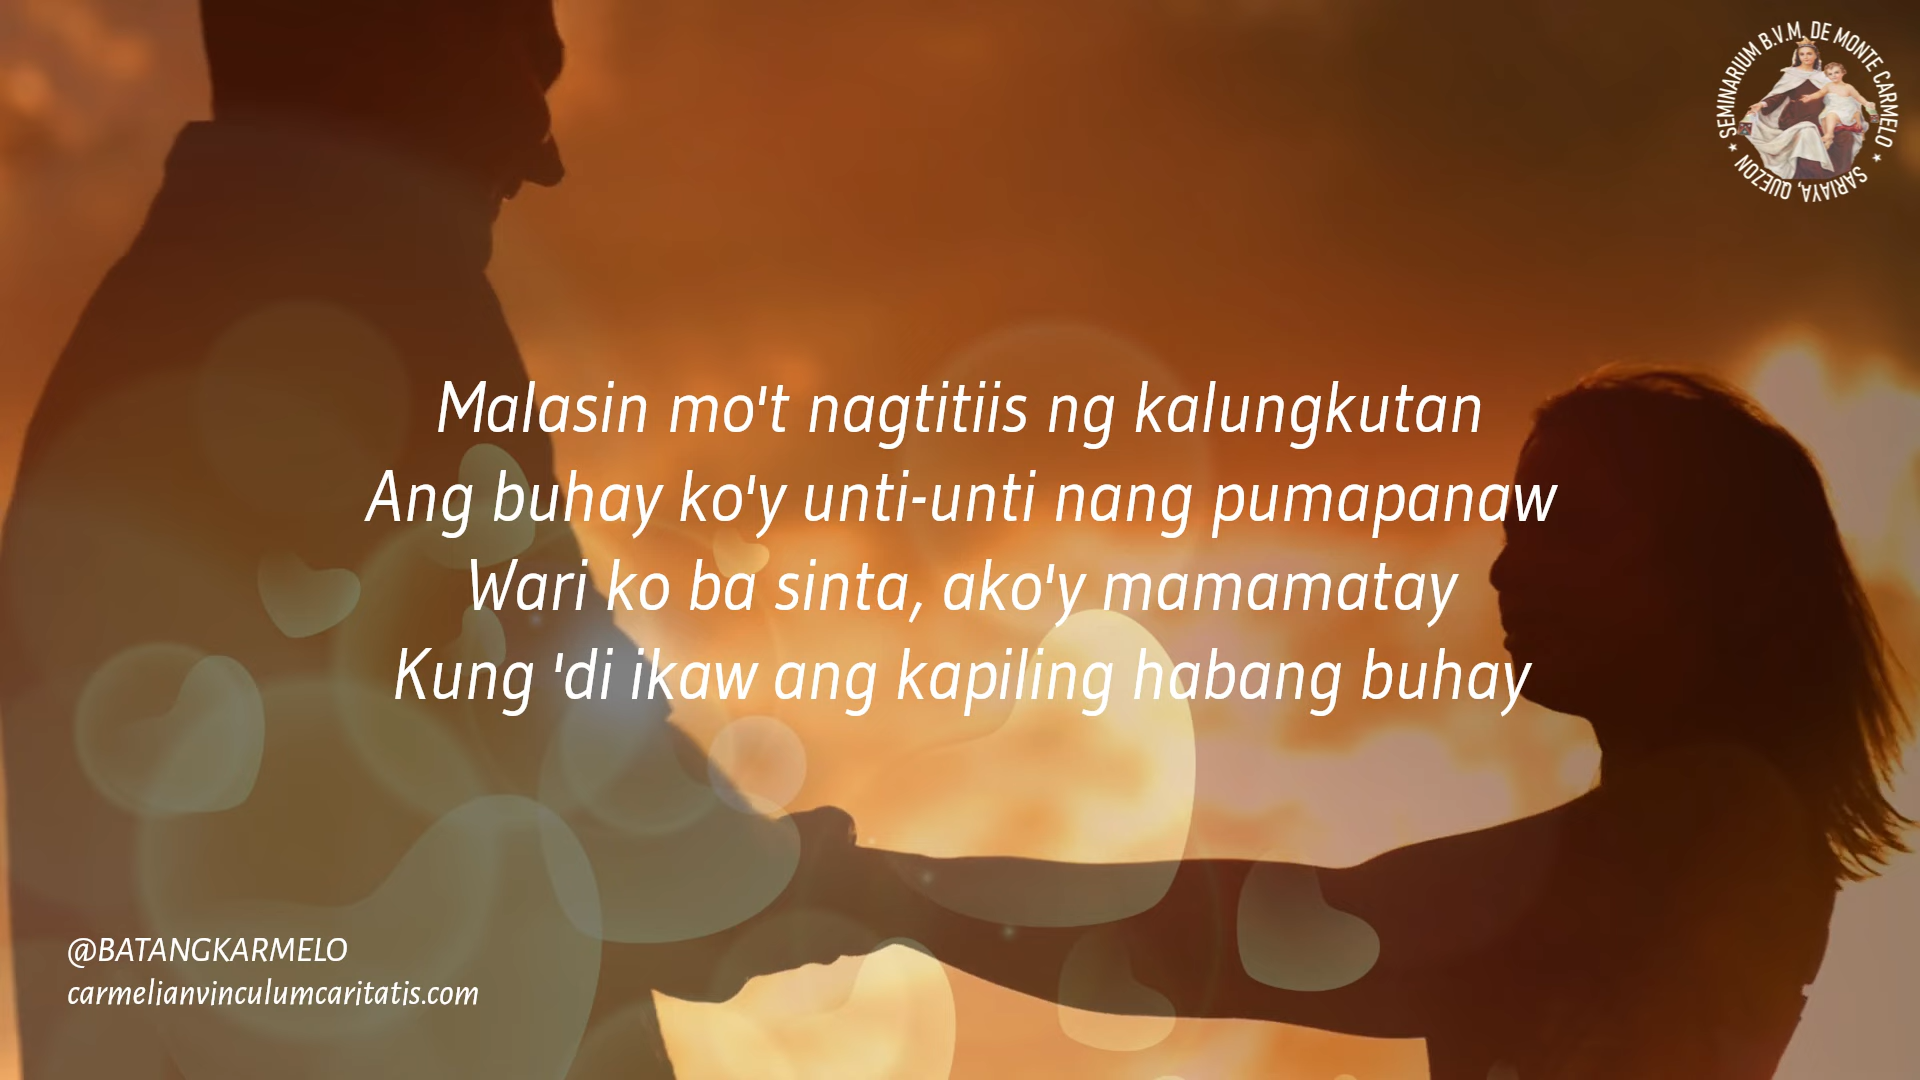 SEMINARIUM B.V.M. DE MONTE CARMELO
SARIAYA, QUEZON
Malasin mo't nagtitiis ng kalungkutan
Ang buhay ko'y unti-unti nang pumapanaw
Wari ko ba sinta, ako'y mamamatay
Kung 'di ikaw ang kapiling habang buhay
@BATANGKARMELO
carmelianvinculumcaritatis.com